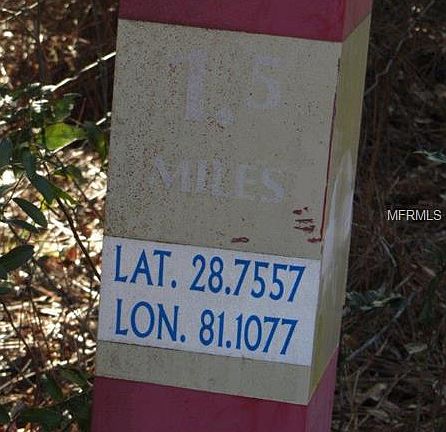 1.5
MILES
LAT. 28.7557
LON. 81.1077
MFRMLS